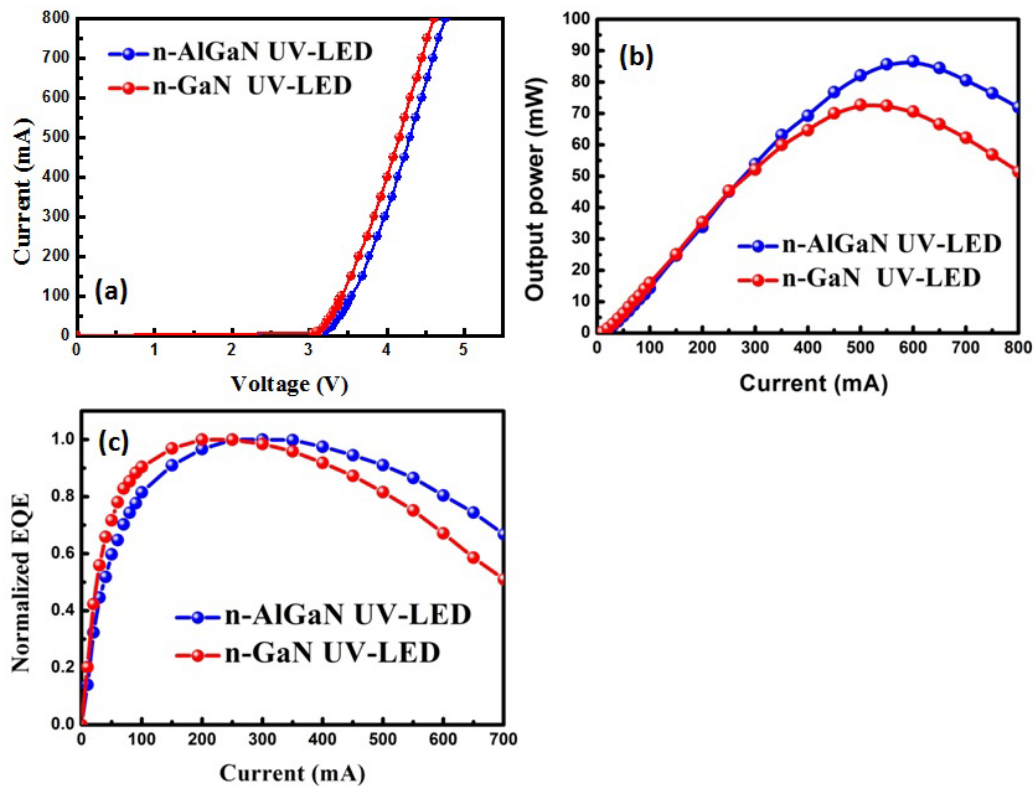 800
700
600
500
400
300
200
100
0
Current (mA)
n-AlGaN UV-LED
n-GaN UV-LED
(a)
0 1 2 3 4 5
Voltage (V)
100
90
80
70
60
50
40
30
20
10
0
Output power (mW)
(b)
n-AlGaN UV-LED
n-GaN UV-LED
0 100 200 300 400 500 600 700 800
Current (mA)
1.0
0.8
0.6
0.4
0.2
0.0
Normalized EQE
(c)
n-AlGaN UV-LED
n-GaN UV-LED
0 100 200 300 400 500 600 700
Current (mA)